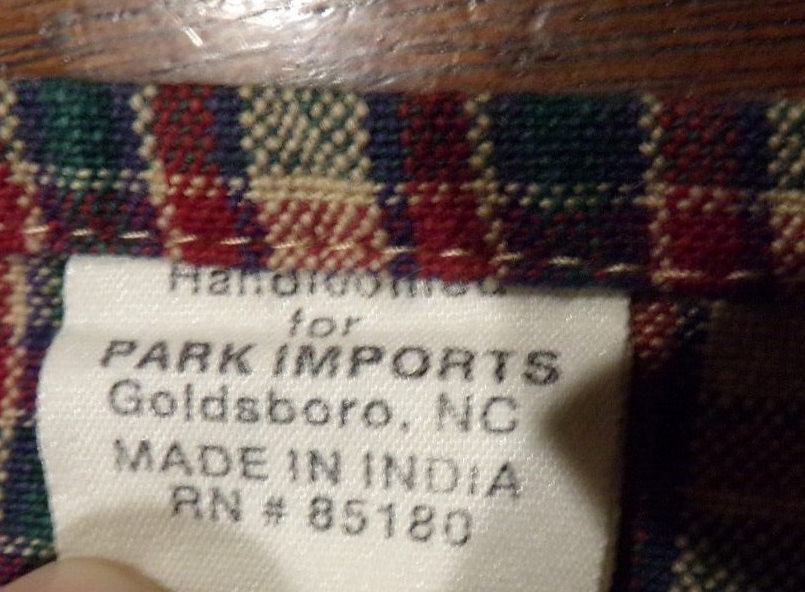 Handloomed
for
PARK IMPORTS
Goldsboro, NC
MADE IN INDIA
RN # 85180